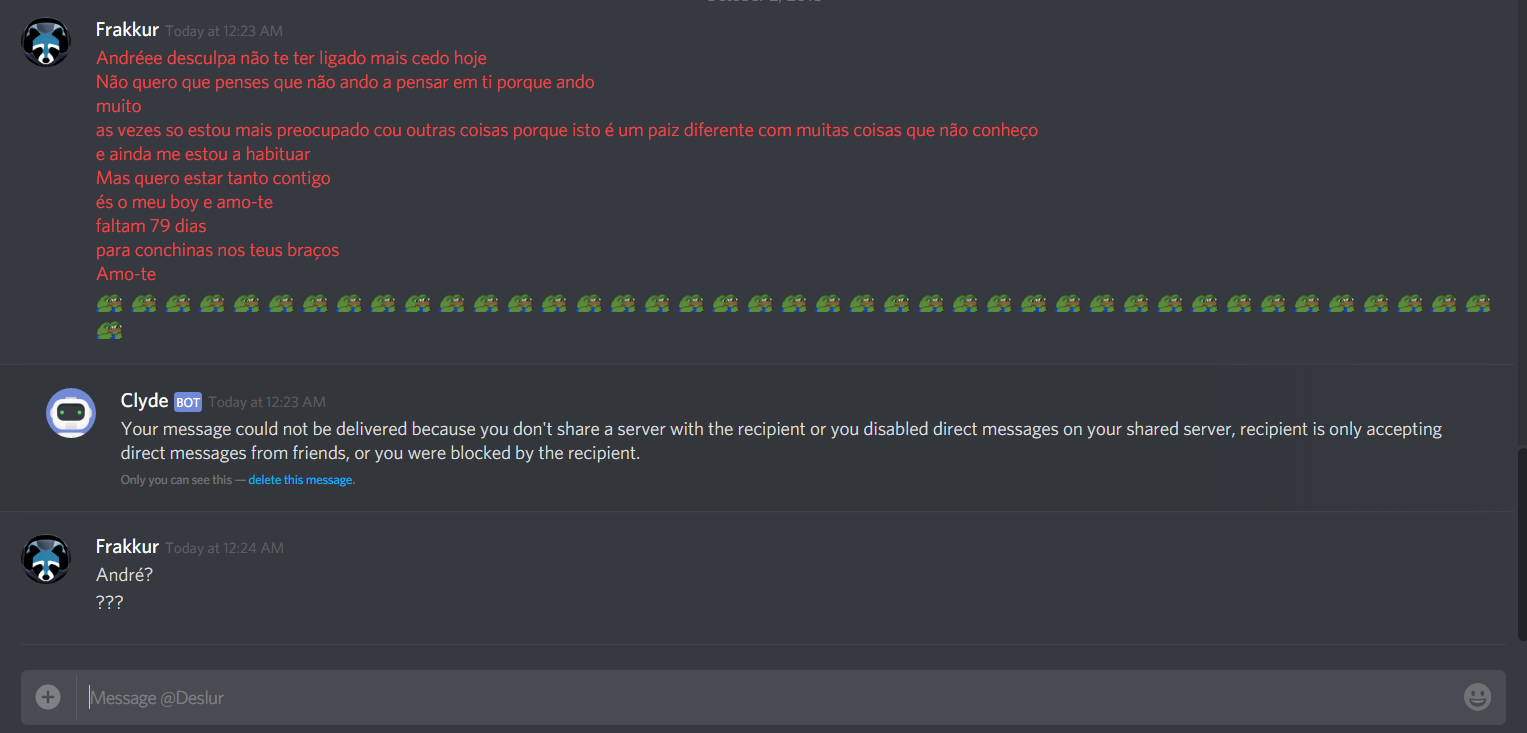 Frakkur Today at 12:23 AM
Andréee desculpa não te ter ligado mais cedo hoje
Não quero que penses que não ando a pensar em ti porque ando
muito
as vezes so estou mais preocupado cou outras coisas porque isto é um paiz diferente com muitas coisas que não conheço
e ainda me estou a habituar
Mas quero estar tanto contigo
és o meu boy e amo-te
faltam 79 dias
para conchinas nos teus braços
Amo-te
Clyde BOT Today at 12:23 AM
Your message could not be delivered because you don't share a server with the recipient or you disabled direct messages on your shared server, recipient is only accepting
direct messages from friends, or you were blocked by the recipient.
Only you can see this — delete this message.
Frakkur Today at 12:24 AM
André?
???
Message @Deslur